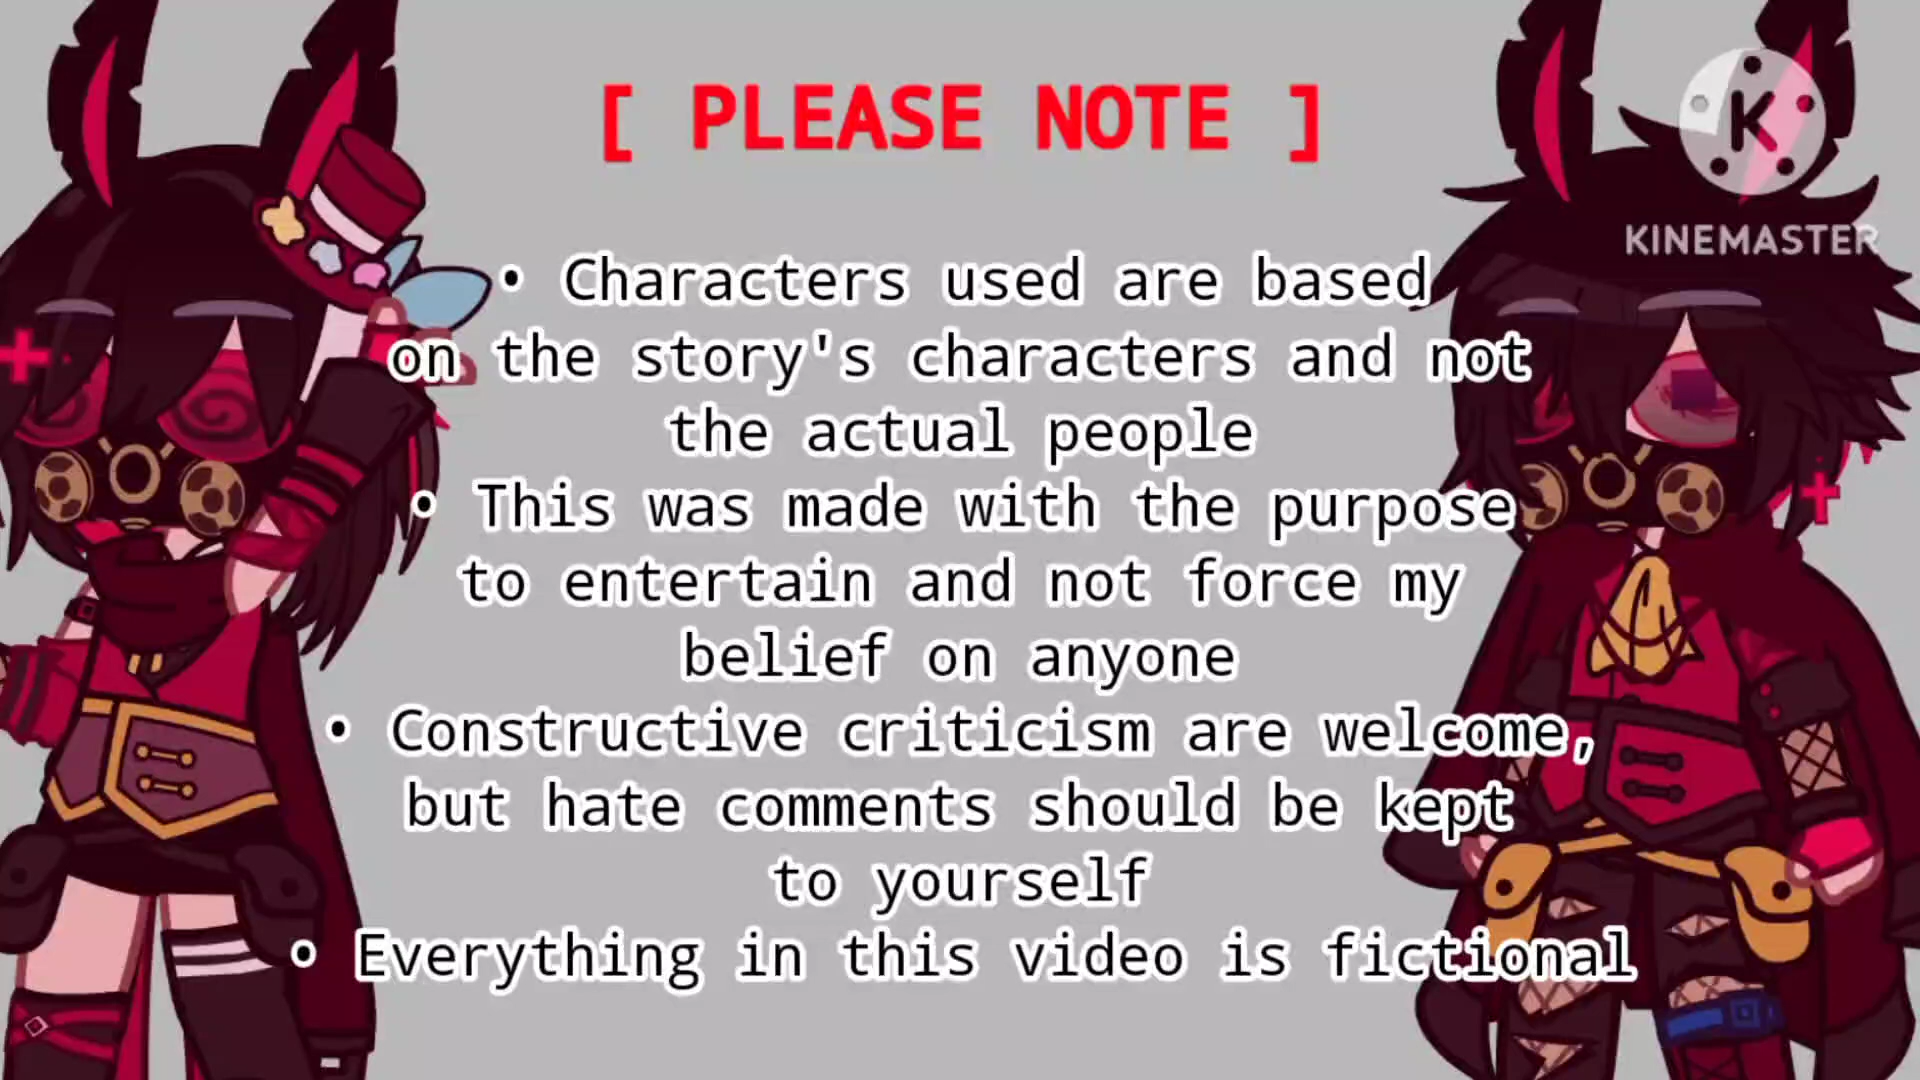 [ PLEASE NOTE ]
K
KINEMASTER
• Characters used are based
on the story's characters and not
the actual people
• This was made with the purpose
to entertain and not force my
belief on anyone
• Constructive criticism are welcome,
but hate comments should be kept
to yourself
• Everything in this video is fictional